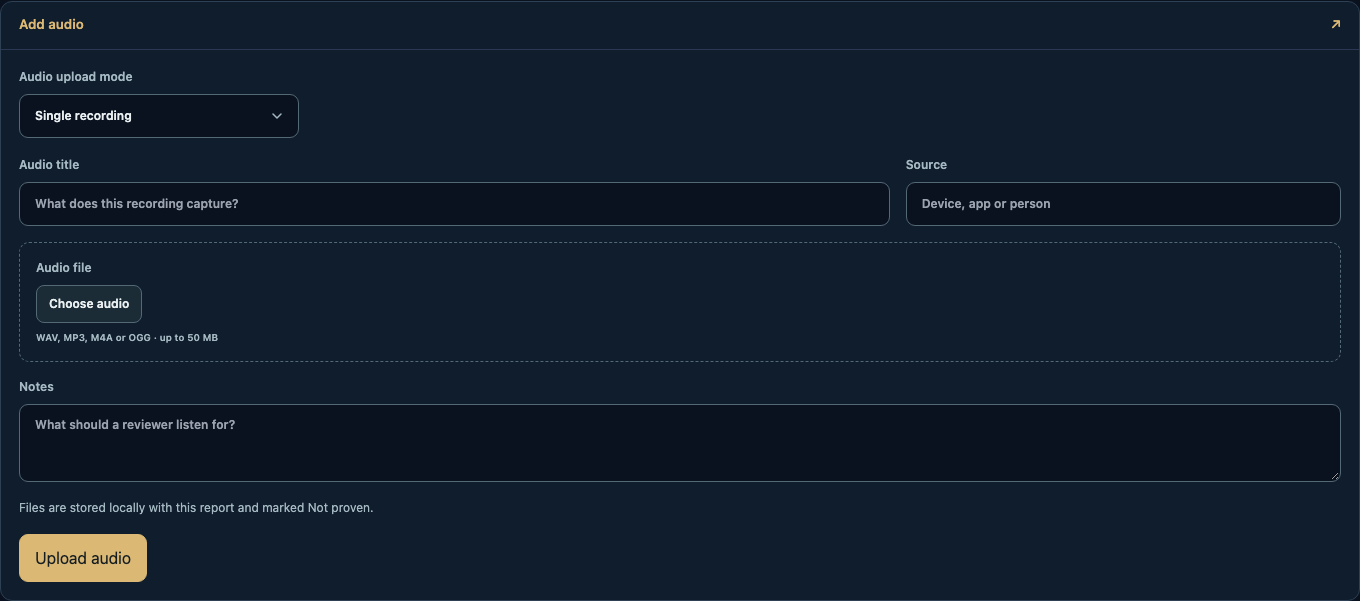 Add audio
Audio upload mode
Single recording
Audio title
Source
What does this recording capture?
Device, app or person
Audio file
Choose audio
WAV, MP3, M4A or OGG · up to 50 MB
Notes
What should a reviewer listen for?
Files are stored locally with this report and marked Not proven.
Upload audio